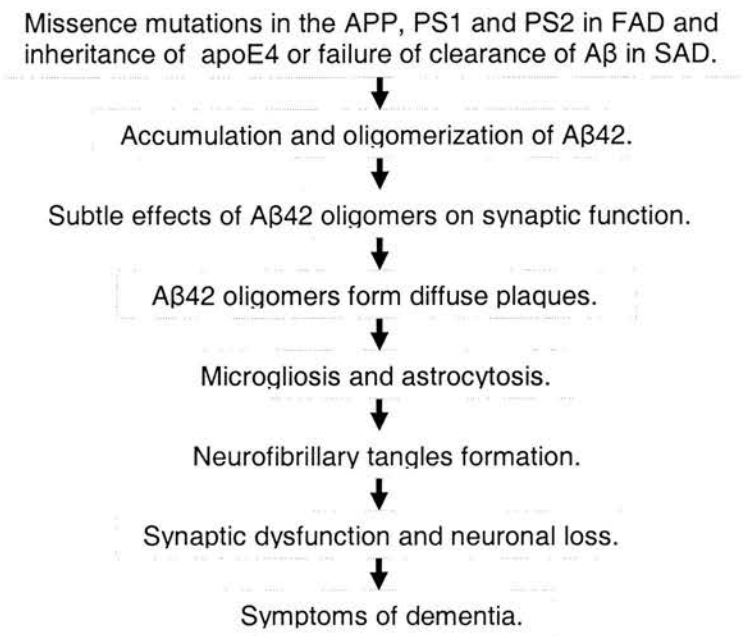 Missence mutations in the APP, PS1 and PS2 in FAD and
inheritance of apoE4 or failure of clearance of Aβ in SAD.
Accumulation and oligomerization of Aβ42.
Subtle effects of Aβ42 oligomers on synaptic function.
Aβ42 oligomers form diffuse plaques.
Microgliosis and astrocytosis.
Neurofibrillary tangles formation.
Synaptic dysfunction and neuronal loss.
Symptoms of dementia.